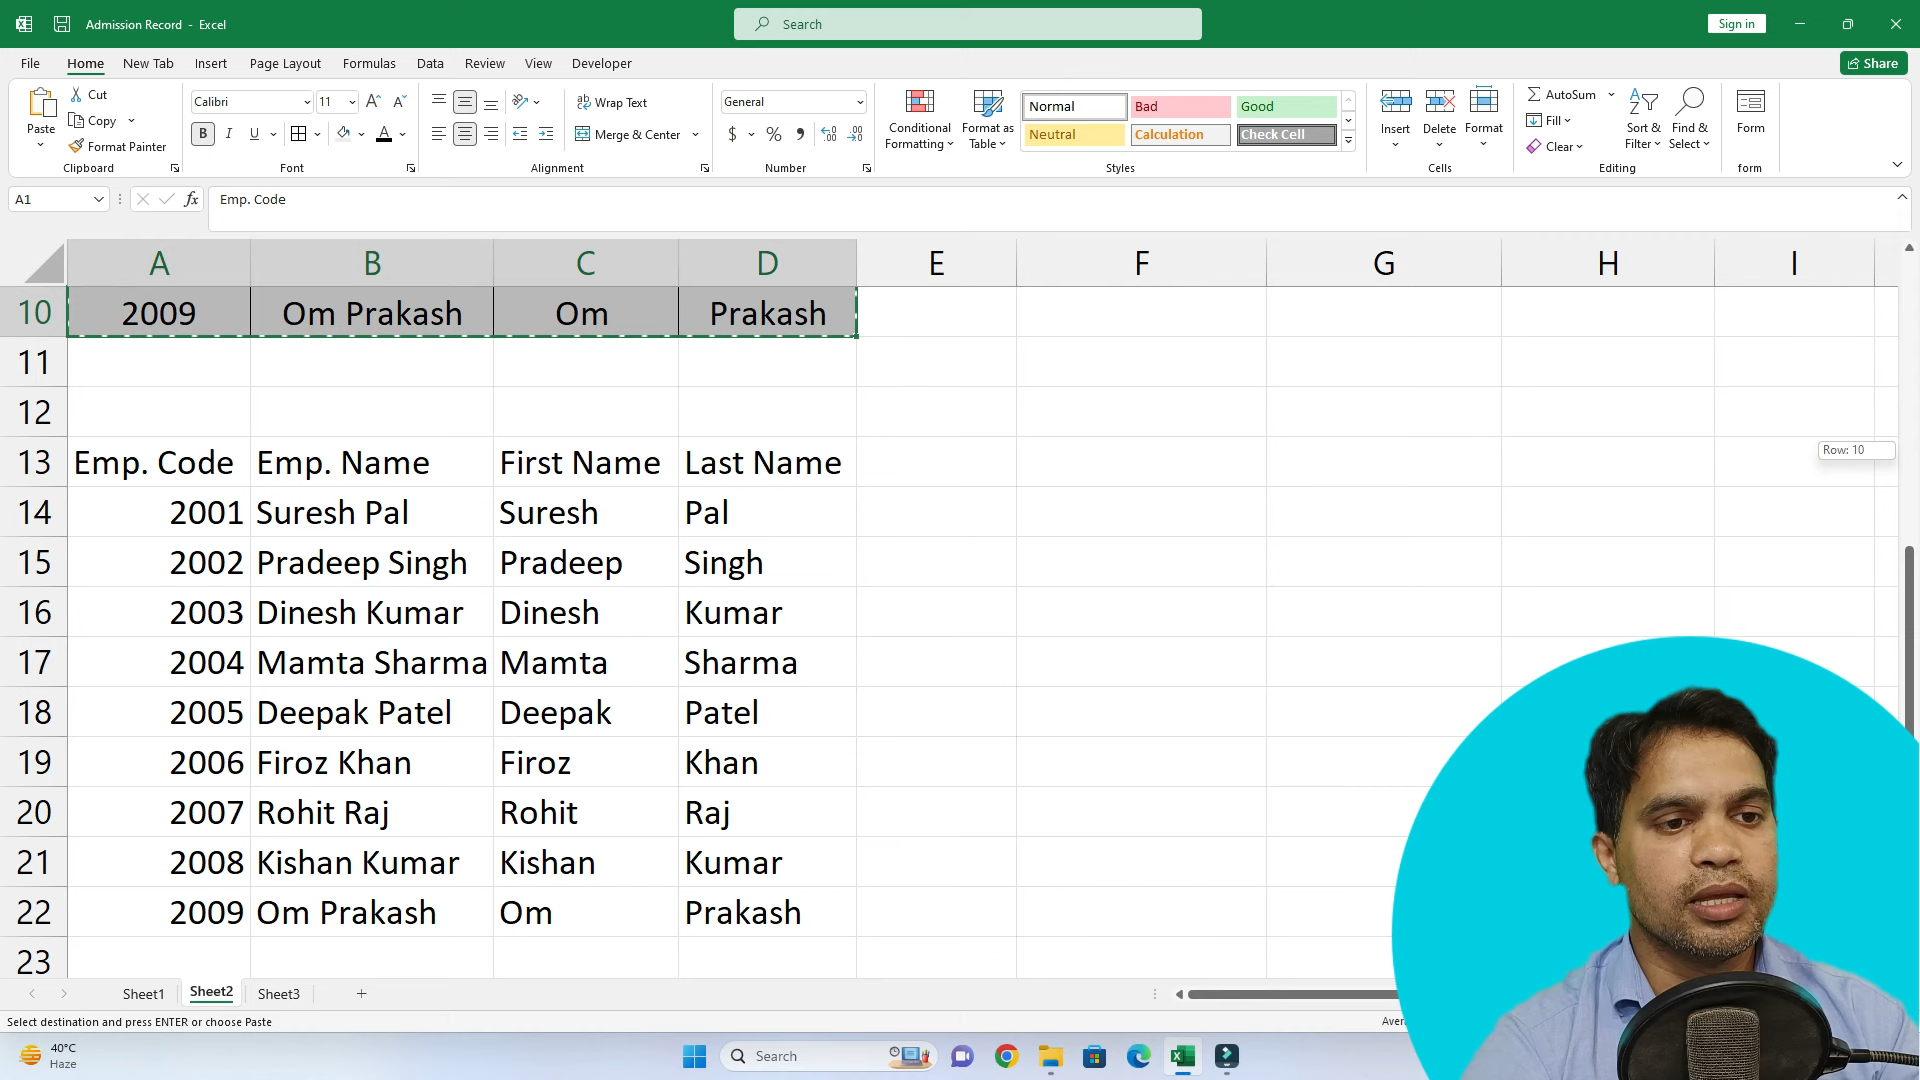 Admission Record - Excel
Search
Sign in
File Home New Tab Insert Page Layout Formulas Data Review View Developer
Share
Paste
Cut
Copy
Format Painter
Clipboard
Calibri 11
B I U
Font
Wrap Text
Merge & Center
Alignment
General
$ % ,
Number
Conditional Formatting
Format as Table
Normal Bad Good
Neutral Calculation Check Cell
Styles
Insert Delete Format
Cells
AutoSum
Fill
Clear
Sort & Filter
Find & Select
Editing
Form
form
A1 fx Emp. Code
A B C D E F G H I
10 2009 Om Prakash Om Prakash
11
12
13 Emp. Code Emp. Name First Name Last Name
Row: 10
14 2001 Suresh Pal Suresh Pal
15 2002 Pradeep Singh Pradeep Singh
16 2003 Dinesh Kumar Dinesh Kumar
17 2004 Mamta Sharma Mamta Sharma
18 2005 Deepak Patel Deepak Patel
19 2006 Firoz Khan Firoz Khan
20 2007 Rohit Raj Rohit Raj
21 2008 Kishan Kumar Kishan Kumar
22 2009 Om Prakash Om Prakash
23
Sheet1 Sheet2 Sheet3
Select destination and press ENTER or choose Paste
40°C
Haze
Search